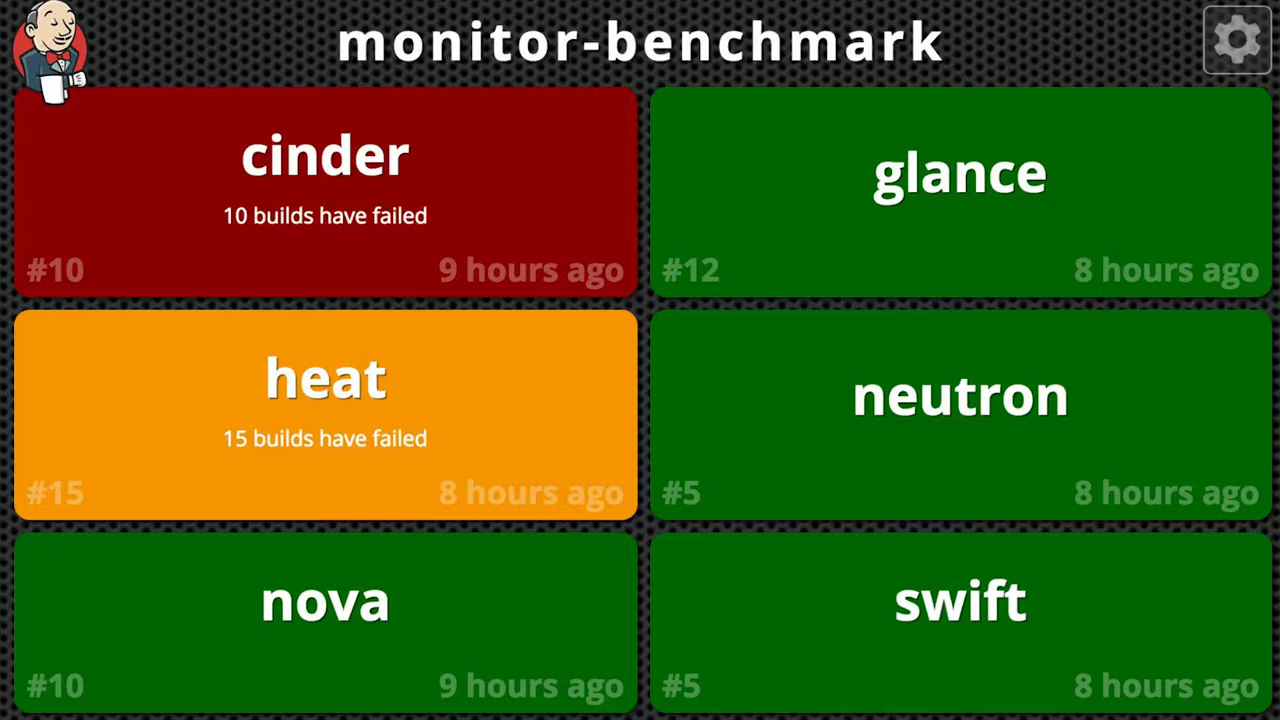 monitor-benchmark
cinder
10 builds have failed
#10 9 hours ago
glance
#12 8 hours ago
heat
15 builds have failed
#15 8 hours ago
neutron
#5 8 hours ago
nova
#10 9 hours ago
swift
#5 8 hours ago